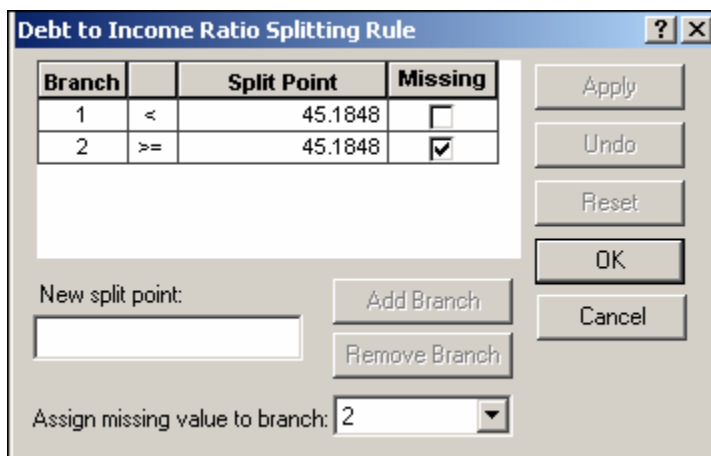 Debt to Income Ratio Splitting Rule
Branch Split Point Missing
1 < 45.1848
2 >= 45.1848
Apply
Undo
Reset
OK
Cancel
New split point:
Add Branch
Remove Branch
Assign missing value to branch: 2